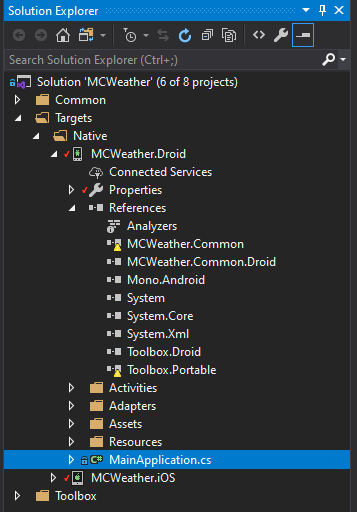 Solution Explorer
Search Solution Explorer (Ctrl+;)
Solution 'MCWeather' (6 of 8 projects)
Common
Targets
Native
MCWeather.Droid
Connected Services
Properties
References
Analyzers
MCWeather.Common
MCWeather.Common.Droid
Mono.Android
System
System.Core
System.Xml
Toolbox.Droid
Toolbox.Portable
Activities
Adapters
Assets
Resources
C# MainApplication.cs
MCWeather.iOS
Toolbox